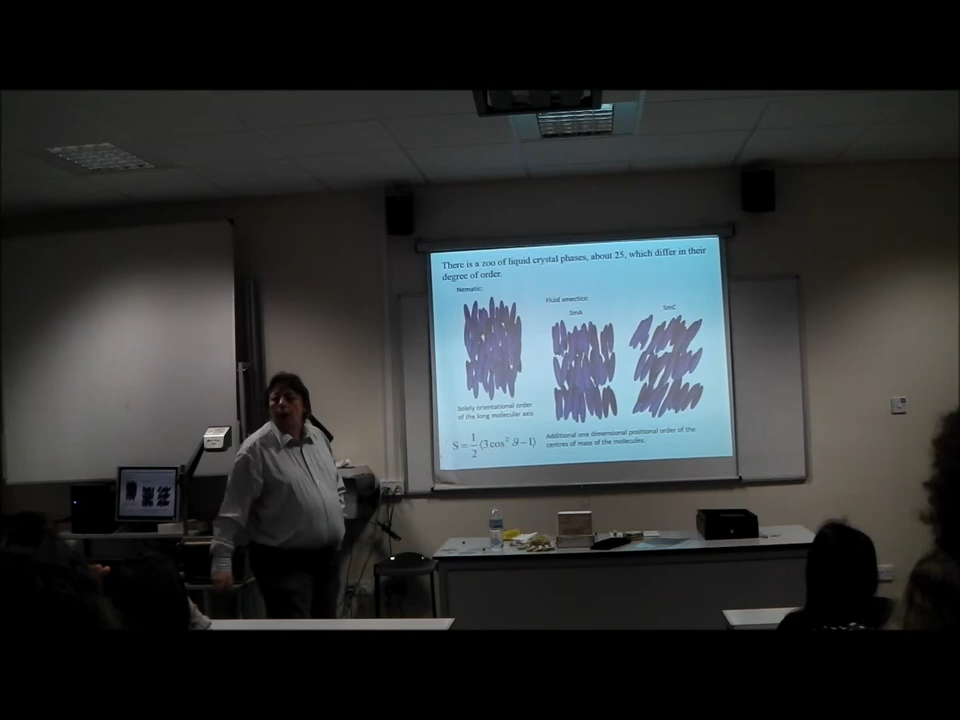 There is a zoo of liquid crystal phases, about 25, which differ in their
degree of order.
Nematic:
Fluid smectics:
SmA
SmC
Solely orientational order
of the long molecular axis
S = 1/2 ⟨3 cos² ϑ − 1⟩
Additional one dimensional positional order of the
centres of mass of the molecules.